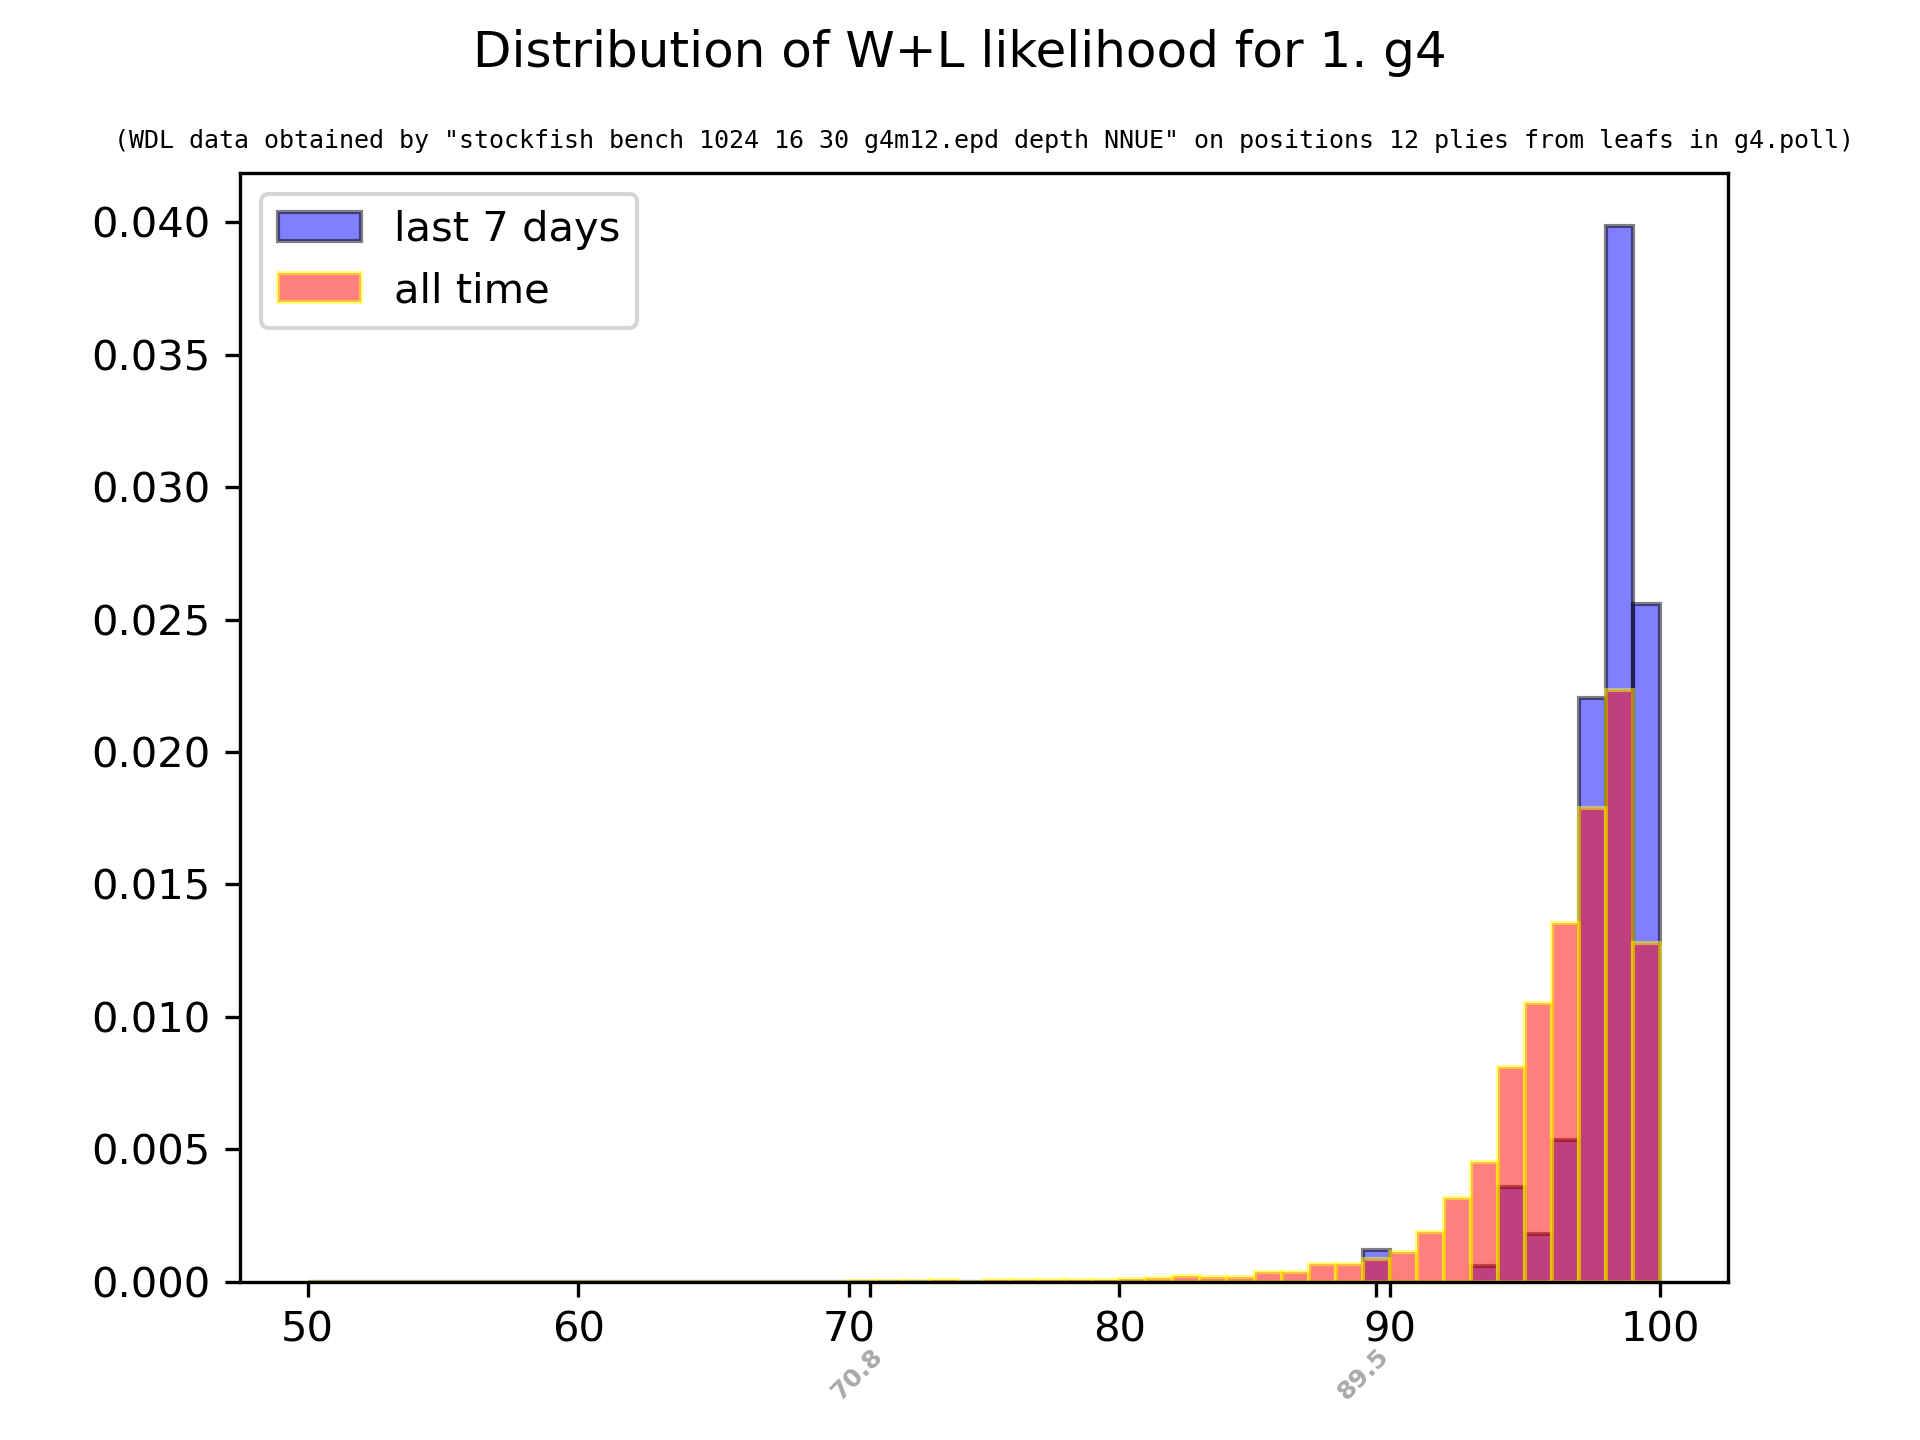 Distribution of W+L likelihood for 1. g4
(WDL data obtained by "stockfish bench 1024 16 30 g4m12.epd depth NNUE" on positions 12 plies from leafs in g4.poll)
last 7 days
all time
0.040
0.035
0.030
0.025
0.020
0.015
0.010
0.005
0.000
50 60 70 80 90 100
70.8 89.5